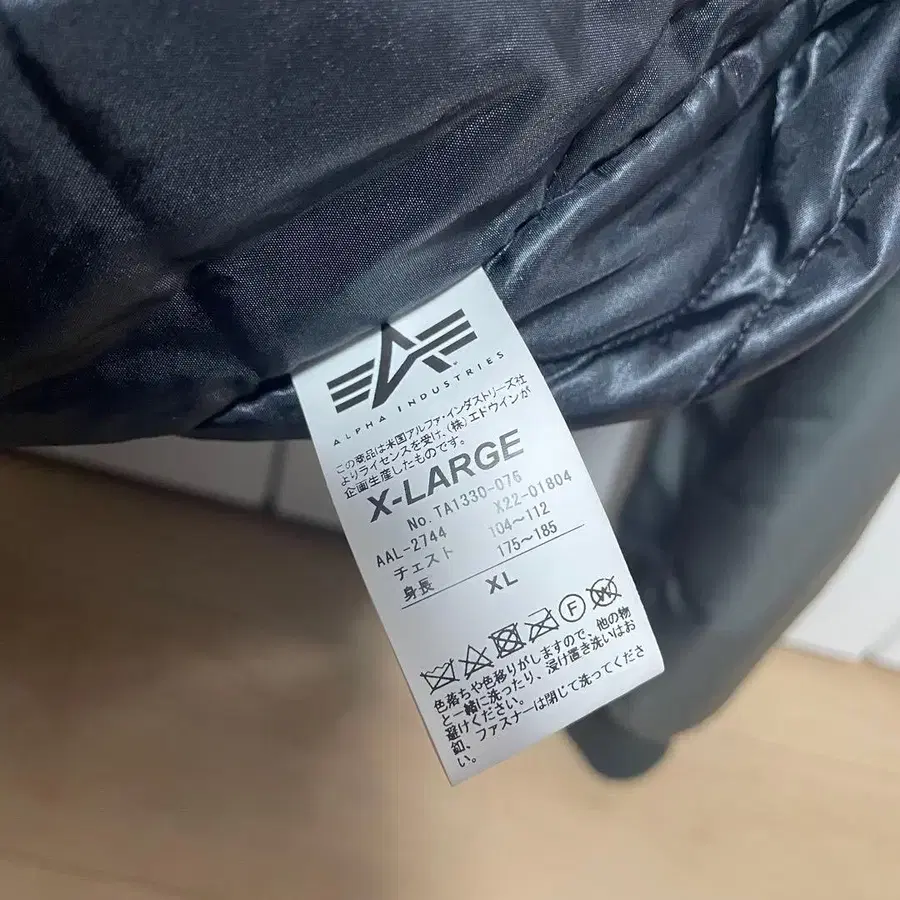 ALPHA INDUSTRIES
この商品は米国アルファ・インダストリーズ社
よりライセンスを受け、(株)エドウインが
企画生産したものです。
X-LARGE
No. TA1330-076
AAL-2744 X22-01804
チェスト 104〜112
身長 175〜185
XL
F W
色落ちや色移りがしますので、他の物
と一緒に洗ったり、浸け置き洗いはお
避けください。
釦、ファスナーは閉じて洗ってくださ
い。